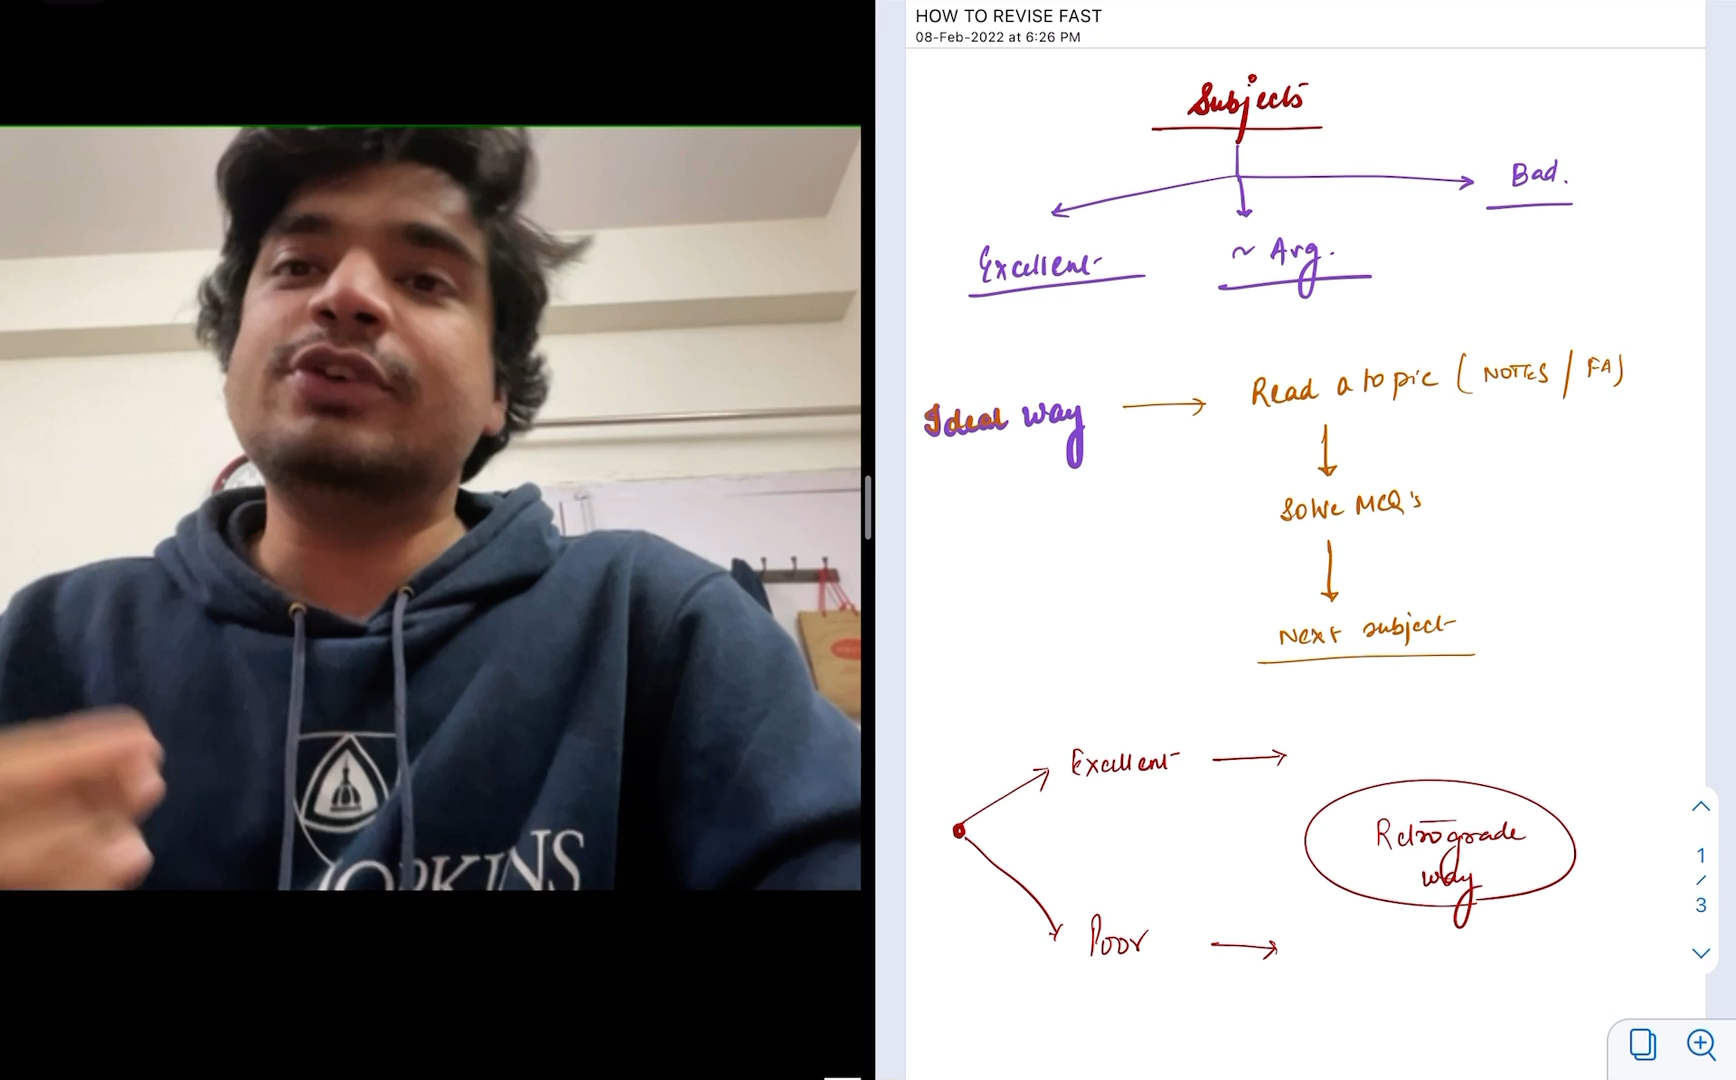 HOW TO REVISE FAST
08-Feb-2022 at 6:26 PM
Subjects
Bad.
Excellent
~ Avg.
Ideal way
Read a topic (NOTES / FA)
Solve MCQ's
Next subject
Excellent
Retrograde
way
Poor
1
/
3
HOPKINS